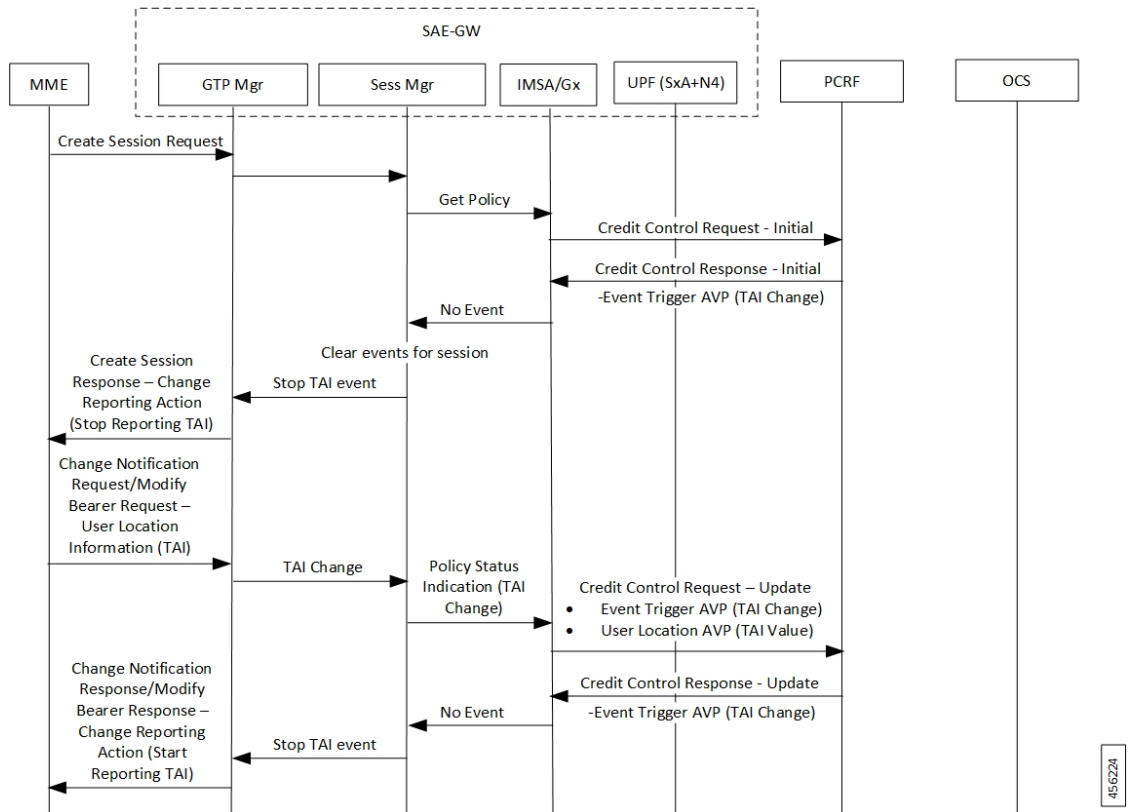 SAE-GW
MME
GTP Mgr
Sess Mgr
IMSA/Gx
UPF (SxA+N4)
PCRF
OCS
Create Session Request
Get Policy
Credit Control Request - Initial
Credit Control Response - Initial
-Event Trigger AVP (TAI Change)
No Event
Clear events for session
Create Session
Response – Change
Reporting Action
(Stop Reporting TAI)
Stop TAI event
Change Notification
Request/Modify
Bearer Request –
User Location
Information (TAI)
TAI Change
Policy Status
Indication (TAI
Change)
Credit Control Request – Update
• Event Trigger AVP (TAI Change)
• User Location AVP (TAI Value)
Change Notification
Response/Modify
Bearer Response –
Change Reporting
Action (Start
Reporting TAI)
Credit Control Response - Update
-Event Trigger AVP (TAI Change)
No Event
Stop TAI event
456224